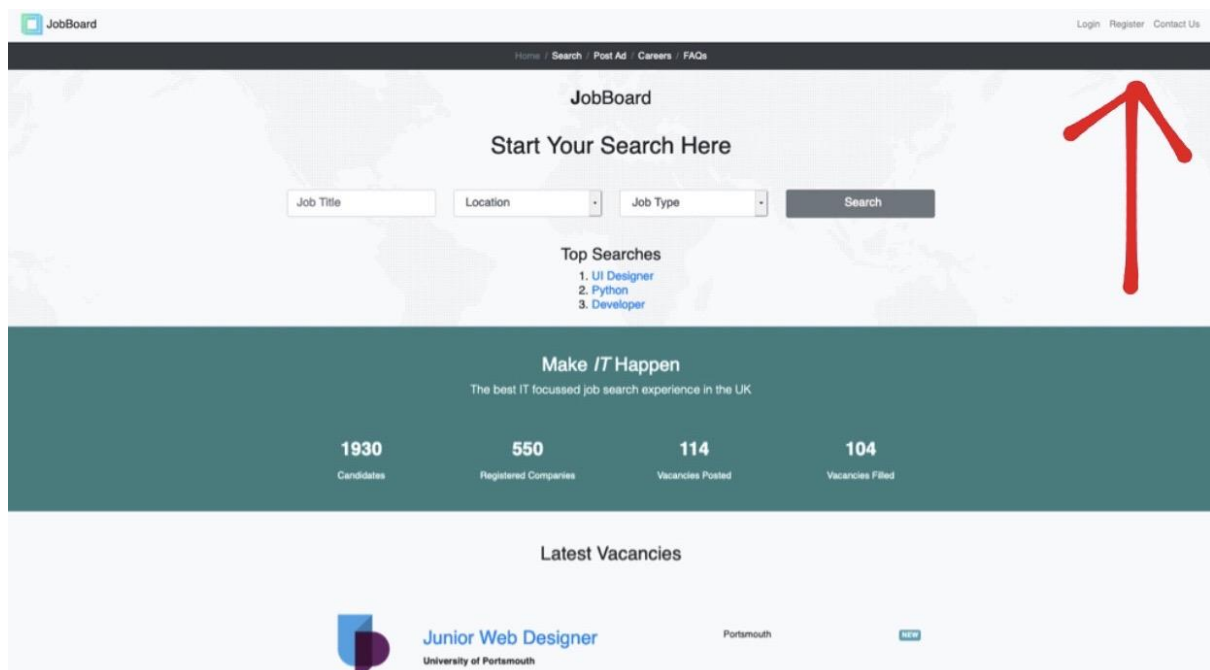 JobBoard
Login Register Contact Us
Home / Search / Post Ad / Careers / FAQs
JobBoard
Start Your Search Here
Job Title Location Job Type Search
Top Searches
1. UI Designer
2. Python
3. Developer
Make IT Happen
The best IT focussed job search experience in the UK
1930 550 114 104
Candidates Registered Companies Vacancies Posted Vacancies Filled
Latest Vacancies
Junior Web Designer Portsmouth NEW
University of Portsmouth